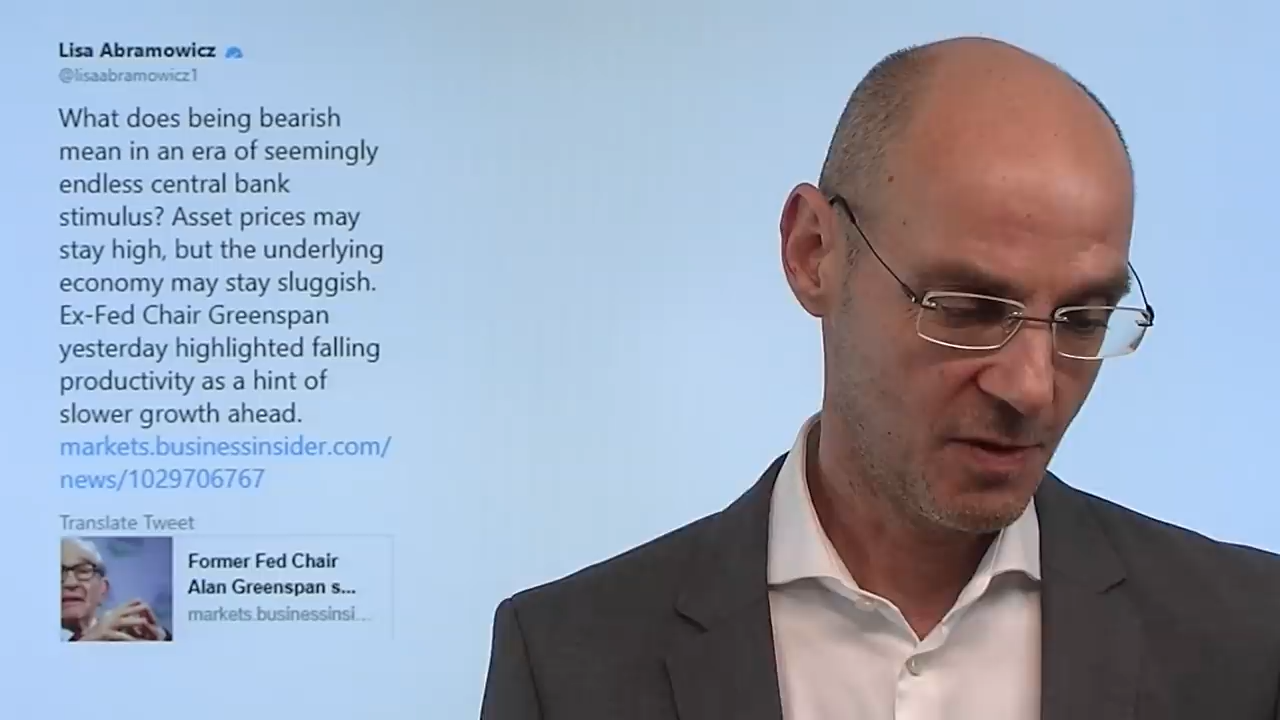 Lisa Abramowicz
@lisaabramowicz1
What does being bearish
mean in an era of seemingly
endless central bank
stimulus? Asset prices may
stay high, but the underlying
economy may stay sluggish.
Ex-Fed Chair Greenspan
yesterday highlighted falling
productivity as a hint of
slower growth ahead.
markets.businessinsider.com/
news/1029706767
Translate Tweet
Former Fed Chair
Alan Greenspan s...
markets.businessinsi...